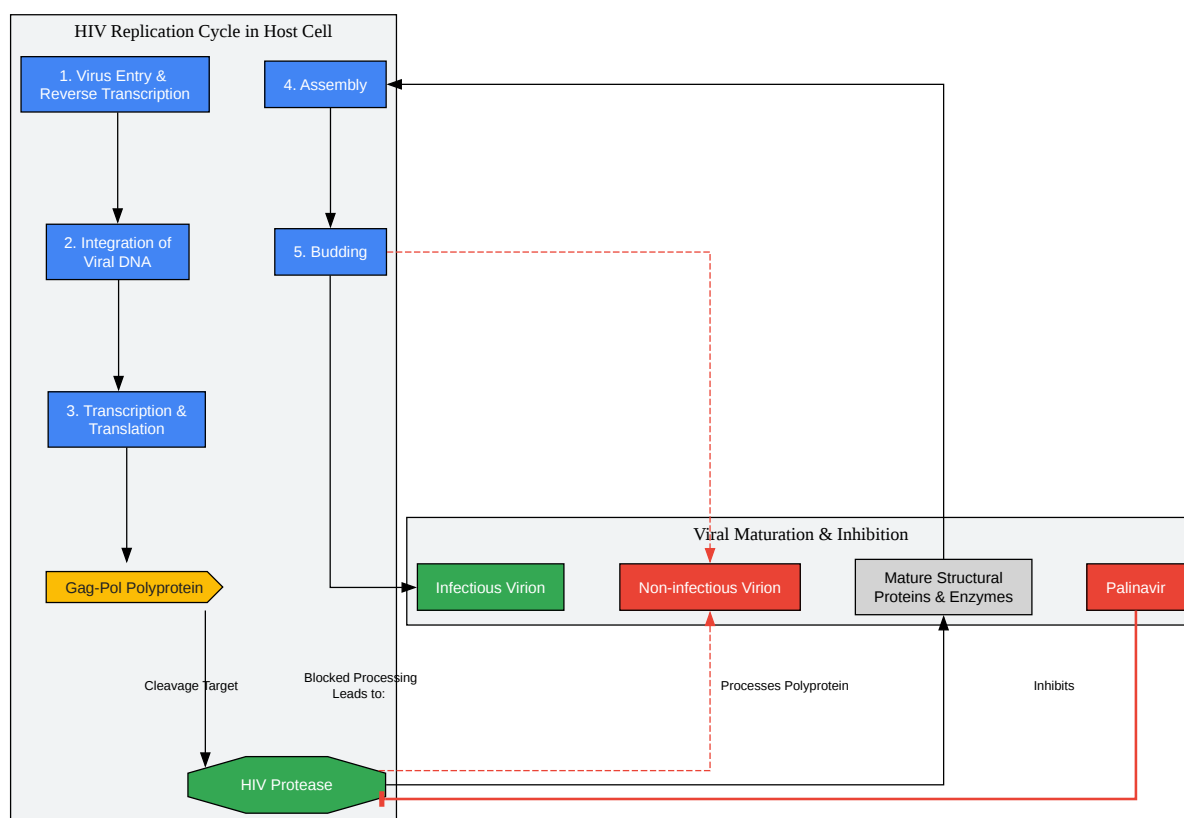 HIV Replication Cycle in Host Cell
1. Virus Entry &
Reverse Transcription
4. Assembly
2. Integration of
Viral DNA
5. Budding
3. Transcription &
Translation
Viral Maturation & Inhibition
Gag-Pol Polyprotein
Infectious Virion
Non-infectious Virion
Mature Structural
Proteins & Enzymes
Palinavir
Cleavage Target
Blocked Processing
Leads to:
Processes Polyprotein
Inhibits
HIV Protease